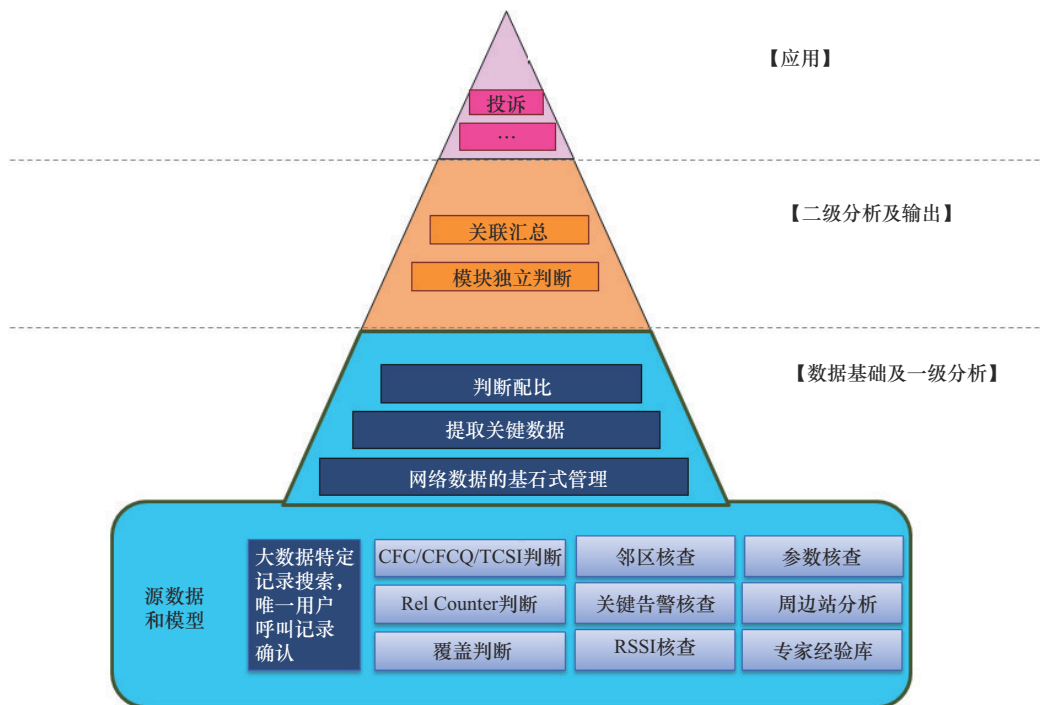 【应用】
投诉
…
【二级分析及输出】
关联汇总
模块独立判断
【数据基础及一级分析】
判断配比
提取关键数据
网络数据的基石式管理
源数据
和模型
大数据特定
记录搜索，
唯一用户
呼叫记录
确认
CFC/CFCQ/TCSI判断
邻区核查
参数核查
Rel Counter判断
关键告警核查
周边站分析
覆盖判断
RSSI核查
专家经验库